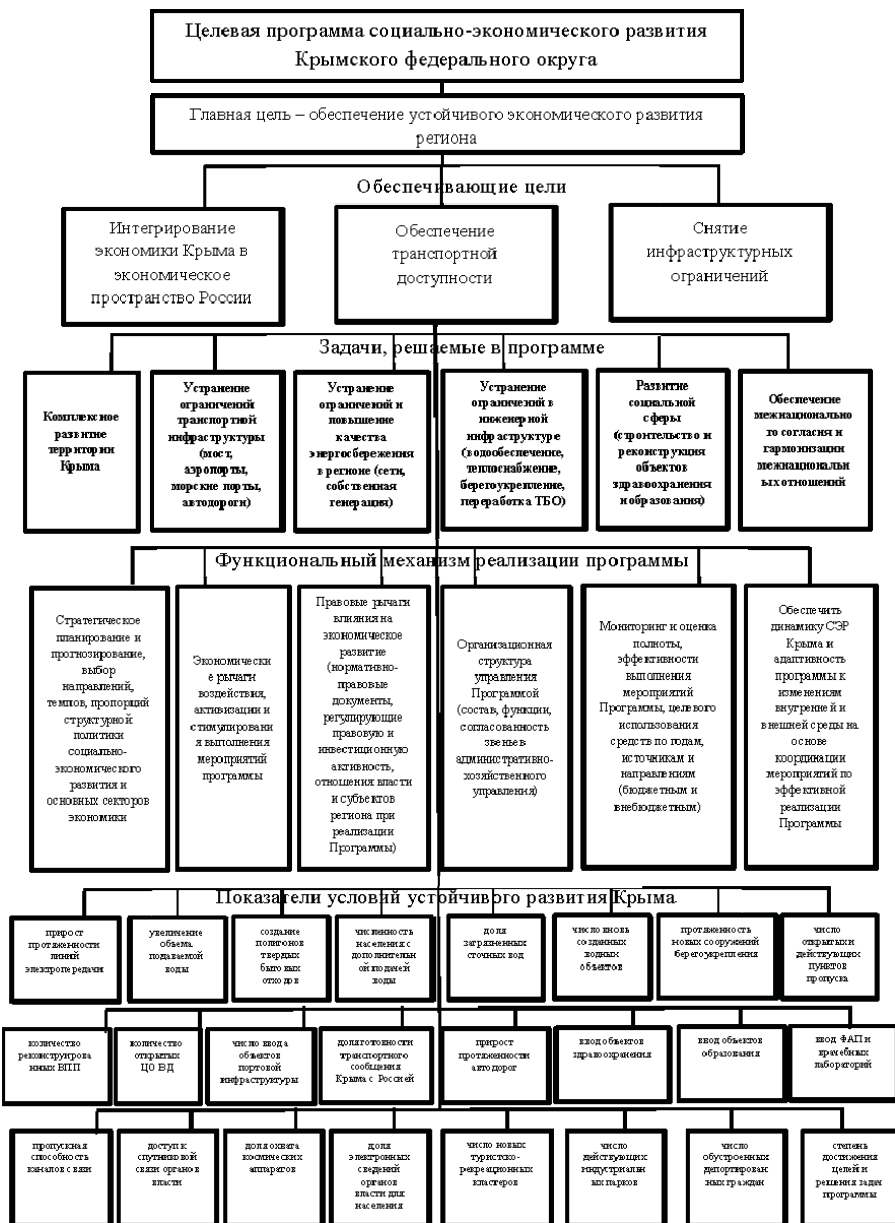 Целевая программа социально-экономического развития
Крымского федерального округа
Главная цель – обеспечение устойчивого экономического развития
региона
Обеспечивающие цели
Интегрирование
экономики Крыма в
экономическое
пространство России
Обеспечение
транспортной
доступности
Снятие
инфраструктурных
ограничений
Задачи, решаемые в программе
Комплексное
развитие
территории
Крыма
Устранение
ограничений
транспортной
инфраструктуры
(мост,
аэропорты,
морские порты,
автодороги)
Устранение
ограничений и
повышение
качества
энергосбережения
в регионе (сети,
собственная
генерация)
Устранение
ограничений в
инженерной
инфраструктуре
(водообеспечение,
теплоснабжение,
берегоукрепление,
переработка ТБО)
Развитие
социальной
сферы
(строительство и
реконструкция
объектов
здравоохранения
и образования)
Обеспечение
межнационально
го согласия и
гармонизации
межнациональн
ых отношений
Функциональный механизм реализации программы
Стратегическое
планирование и
прогнозирование,
выбор
направлений,
темпов, пропорций
структурной
политики
социально-
экономического
развития и
основных секторов
экономики
Экономически
е рычаги
воздействия,
активизации и
стимулировани
я выполнения
мероприятий
программы
Правовые рычаги
влияния на
экономическое
развитие
(нормативно-
правовые
документы,
регулирующие
правовую и
инвестиционную
активность,
отношения власти
и субъектов
региона при
реализации
Программы)
Организационная
структура
управления
Программой
(состав, функции,
согласованность
звеньев
административно-
хозяйственного
управления)
Мониторинг и оценка
полноты,
эффективности
выполнения
мероприятий
Программы, целевого
использования
средств по годам,
источникам и
направлениям
(бюджетным и
внебюджетным)
Обеспечить
динамику СЭР
Крыма и
адаптивность
программы к
изменениям
внутренней и
внешней среды на
основе
координации
мероприятий по
эффективной
реализации
Программы
Показатели условий устойчивого развития Крыма
прирост
протяженности
линий
электропередачи
увеличение
объема
подаваемой
воды
создание
полигонов
твердых
бытовых
отходов
численность
населения с
дополнительн
ой подачей
воды
доля
загрязненных
сточных вод
число вновь
созданных
водных
объектов
протяженность
новых сооружений
берегоукрепления
число
открытых и
действующих
пунктов
пропуска
количество
реконструирова
нных ВПП
количество
открытых
ЦОВД
число ввода
объектов
портовой
инфраструктуры
доля готовности
транспортного
сообщения
Крыма с Россией
прирост
протяженности
автодорог
ввод объектов
здравоохранения
ввод объектов
образования
ввод ФАП и
врачебных
лабораторий
пропускная
способность
каналов связи
доступ к
спутниковой
связи органов
власти
доля охвата
космических
аппаратов
доля
электронных
сведений
органов
власти для
населения
число новых
туристско-
рекреационных
кластеров
число
действующих
индустриальн
ых парков
число
обустроенных
депортирован
ных граждан
степень
достижения
целей и
решения задач
программы